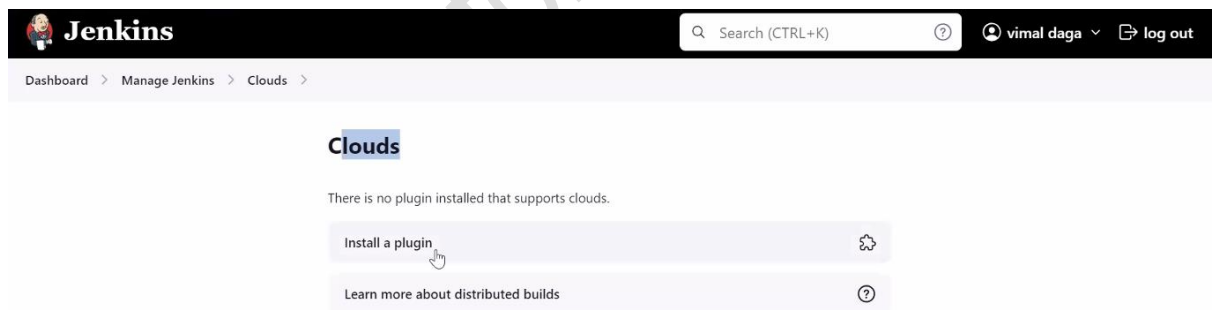 Jenkins
Search (CTRL+K)
vimal daga
log out
Dashboard > Manage Jenkins > Clouds >
Clouds
There is no plugin installed that supports clouds.
Install a plugin
Learn more about distributed builds